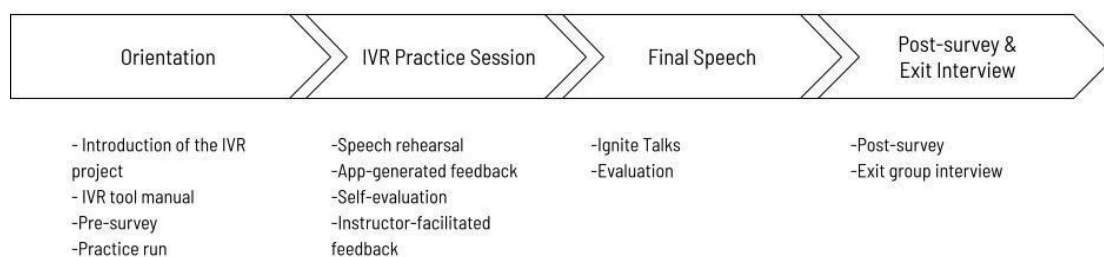 Orientation
IVR Practice Session
Final Speech
Post-survey &
Exit Interview
- Introduction of the IVR
project
- IVR tool manual
-Pre-survey
-Practice run
-Speech rehearsal
-App-generated feedback
-Self-evaluation
-Instructor-facilitated
feedback
-Ignite Talks
-Evaluation
-Post-survey
-Exit group interview